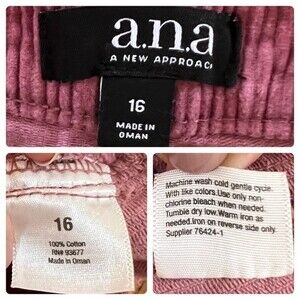 a.n.a
A NEW APPROAC
16
MADE IN
OMAN
16
100% Cotton
RN# 93677
Made in Oman
Machine wash cold gentle cycle.
With like colors.Use only non-
chlorine bleach when needed.
Tumble dry low.Warm iron as
needed.Iron on reverse side only.
Supplier 76424-1